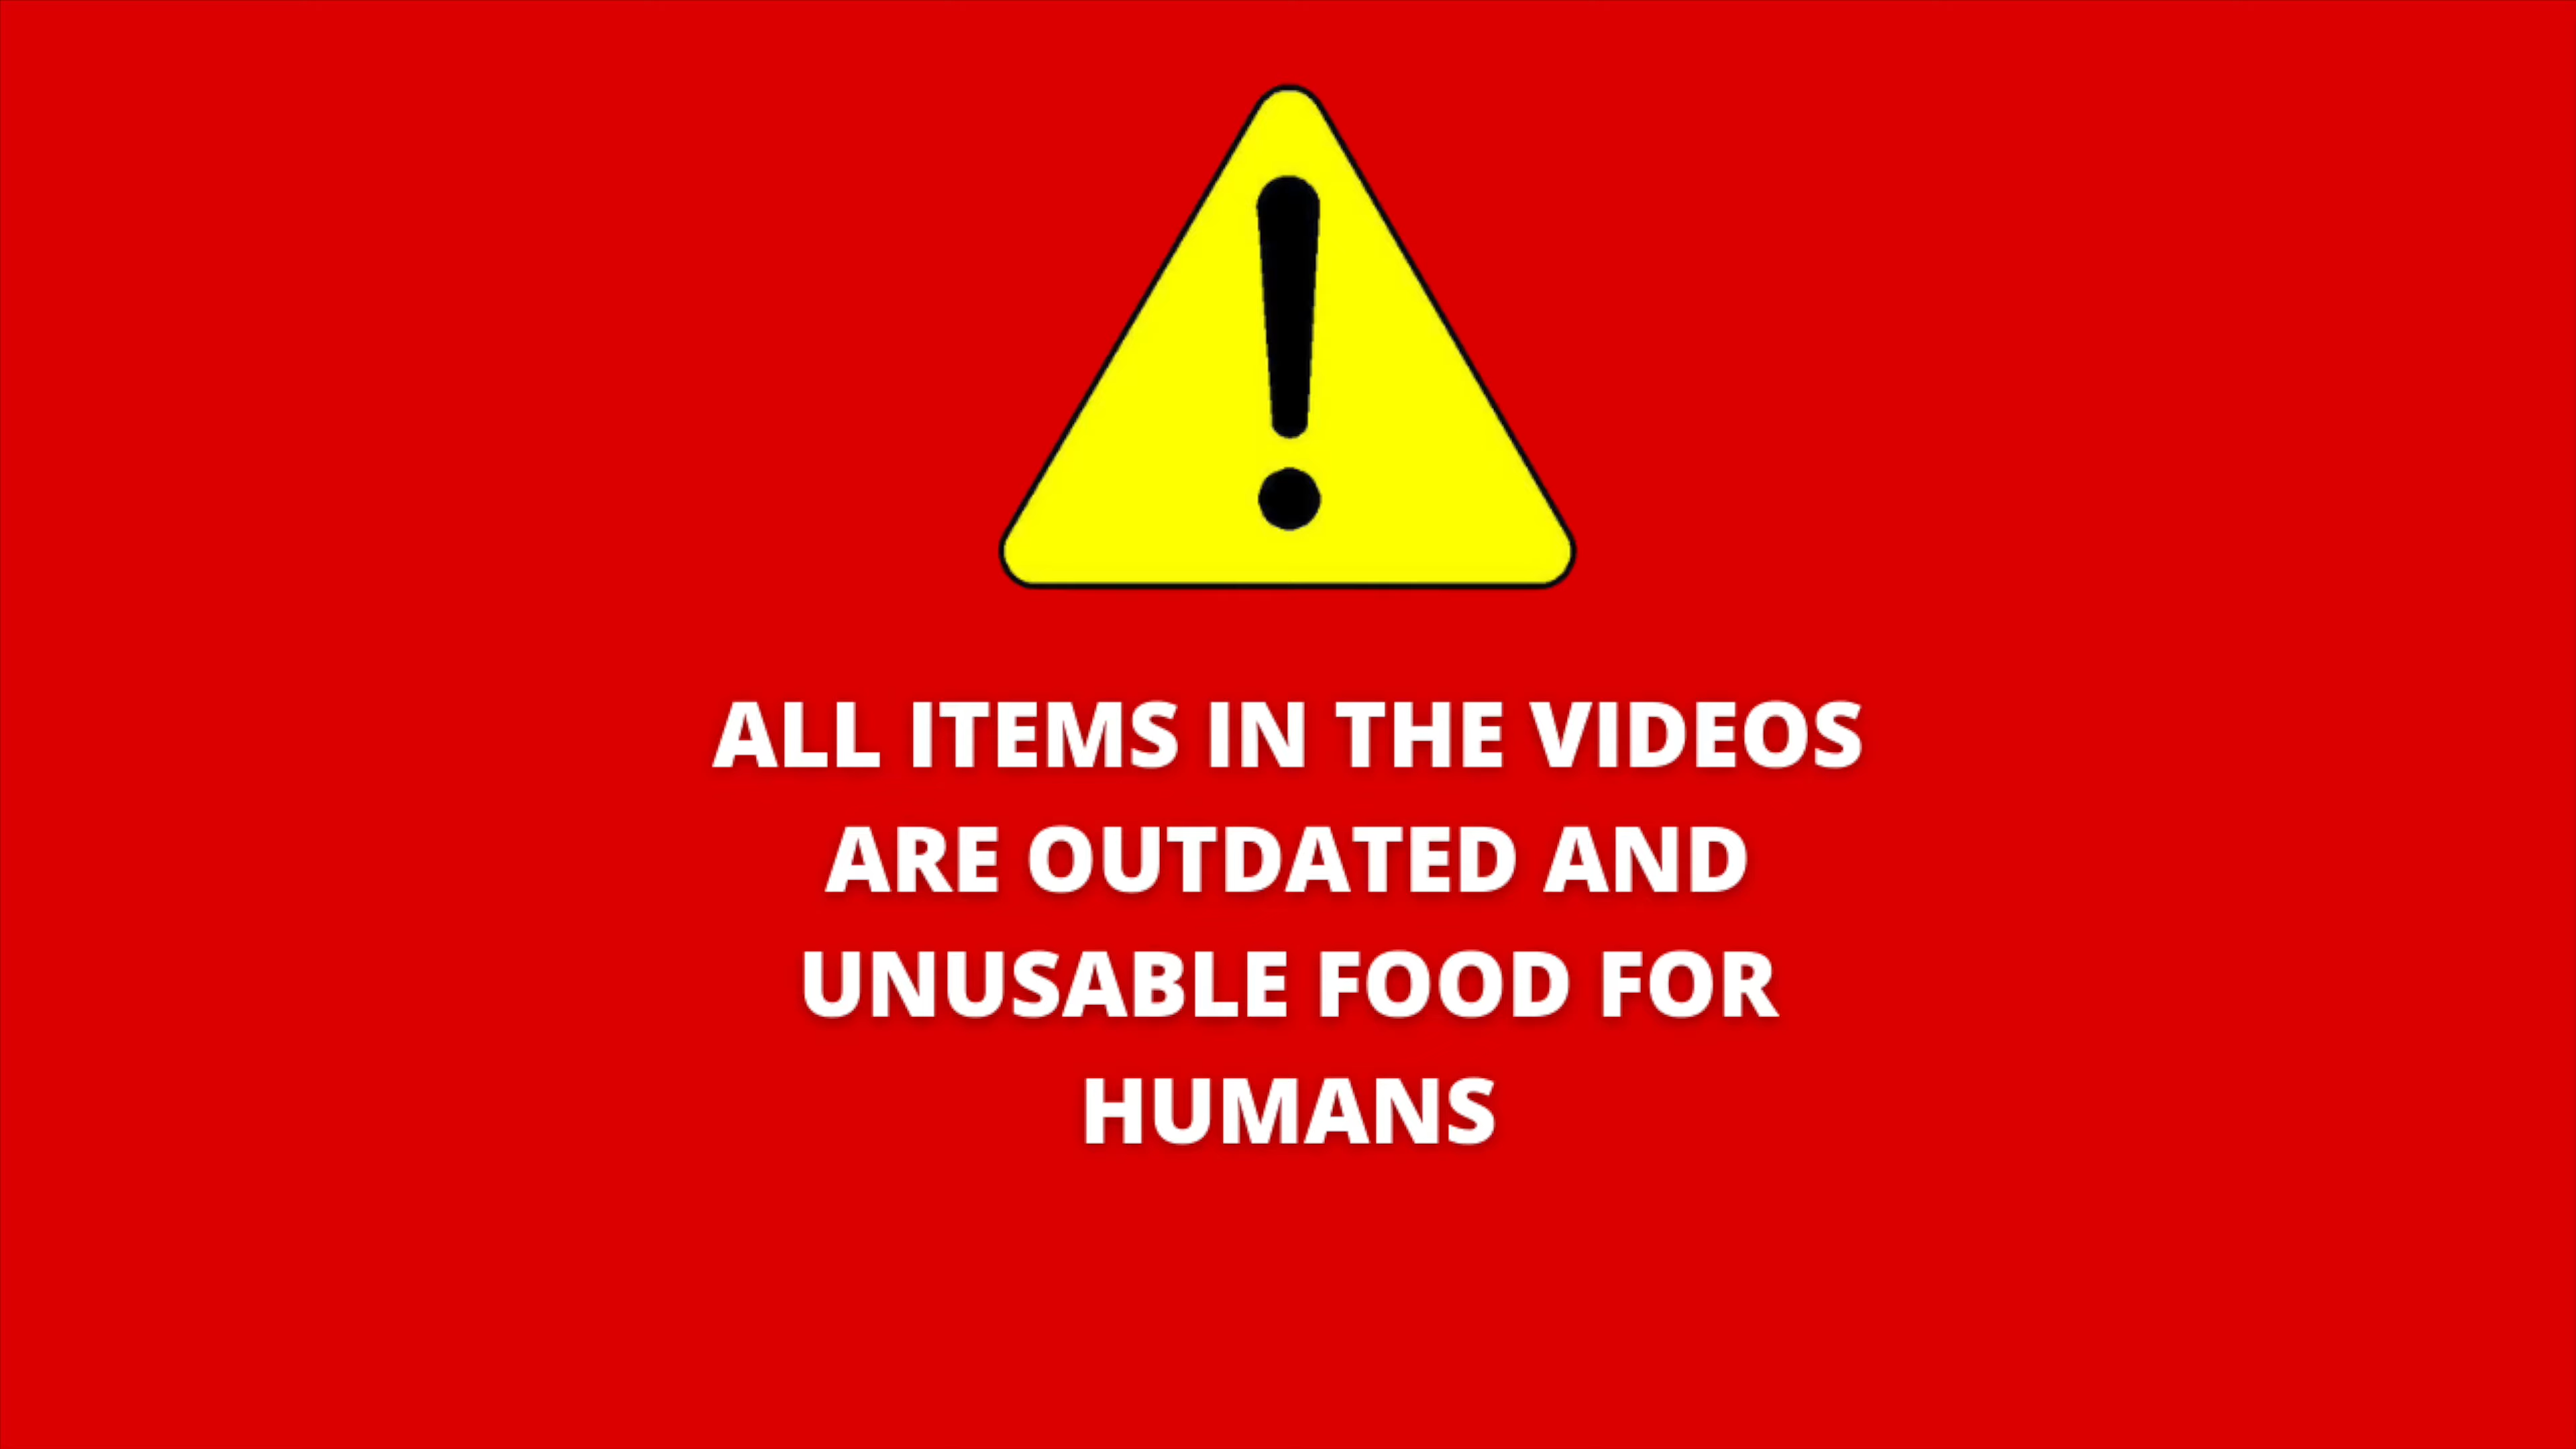 ALL ITEMS IN THE VIDEOS
ARE OUTDATED AND
UNUSABLE FOOD FOR
HUMANS